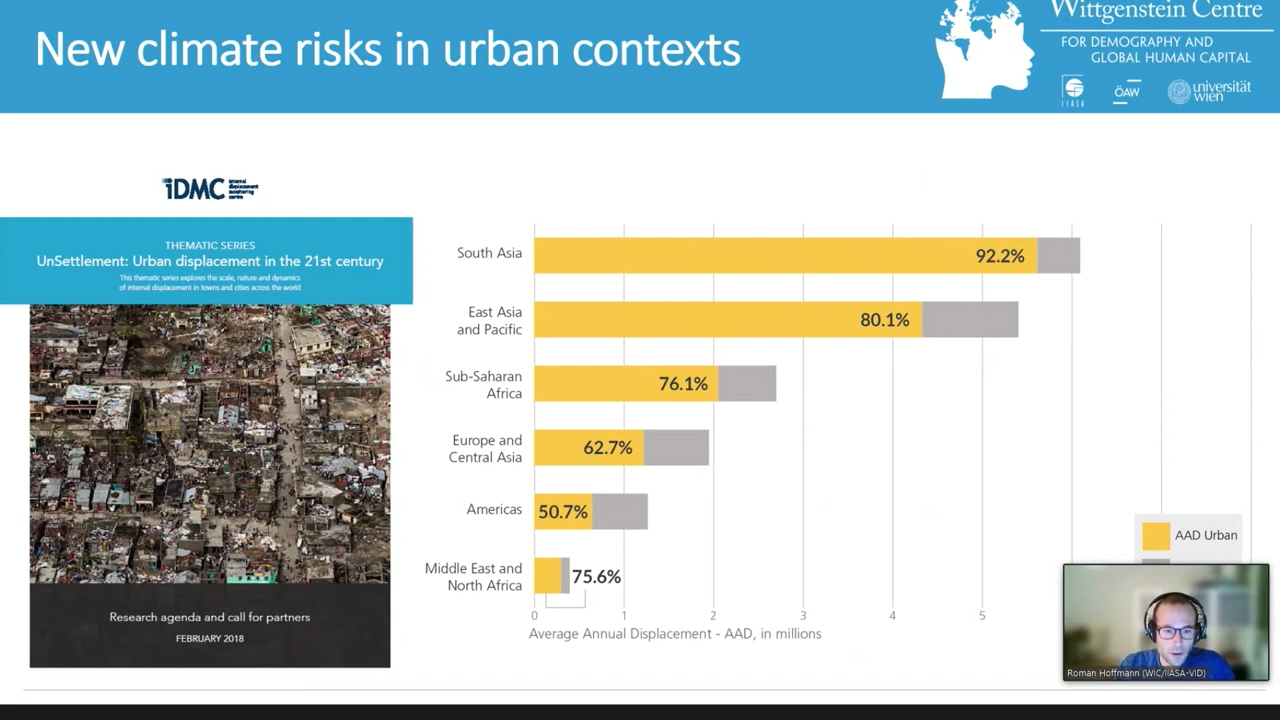 New climate risks in urban contexts
Wittgenstein Centre
FOR DEMOGRAPHY AND
GLOBAL HUMAN CAPITAL
IIASA
ÖAW
universität
wien
iDMC
internal
displacement
monitoring
centre
THEMATIC SERIES
UnSettlement: Urban displacement in the 21st century
This thematic series explores the scale, nature and dynamics
of internal displacement in towns and cities across the world
Research agenda and call for partners
FEBRUARY 2018
South Asia
92.2%
East Asia
and Pacific
80.1%
Sub-Saharan
Africa
76.1%
Europe and
Central Asia
62.7%
Americas
50.7%
Middle East and
North Africa
75.6%
0 1 2 3 4 5
Average Annual Displacement - AAD, in millions
AAD Urban
Roman Hoffmann (WIC/IIASA-VID)